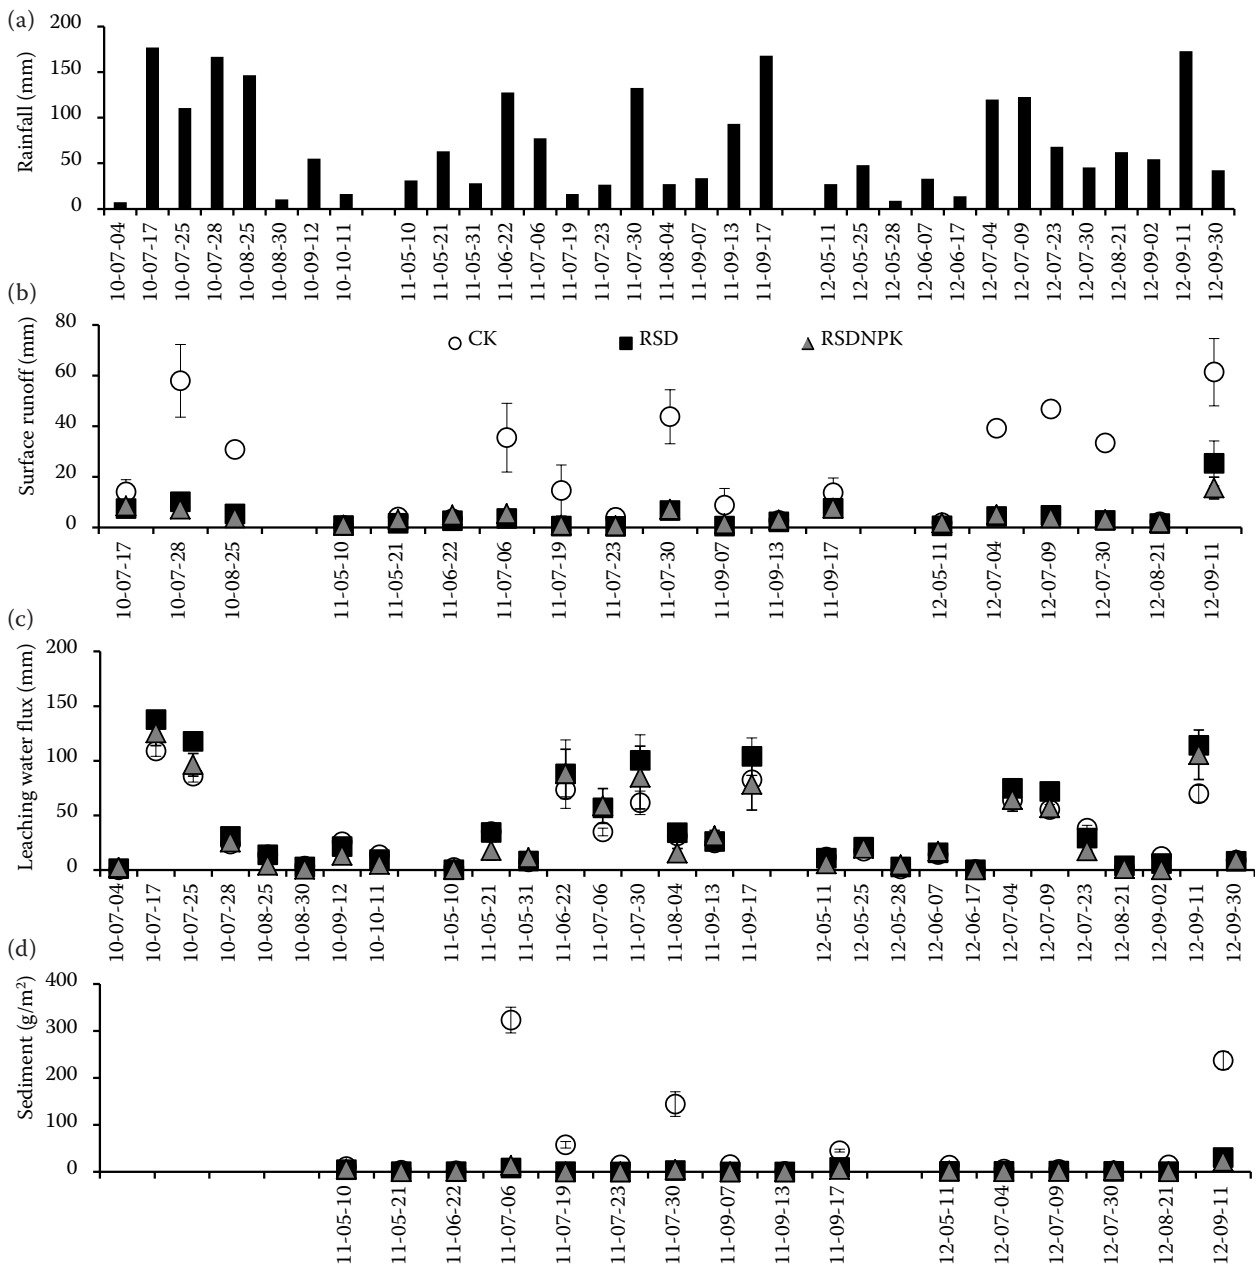 (a)
Rainfall (mm)
200
150
100
50
0
10-07-04 10-07-17 10-07-25 10-07-28 10-08-25 10-08-30 10-09-12 10-10-11 11-05-10 11-05-21 11-05-31 11-06-22 11-07-06 11-07-19 11-07-23 11-07-30 11-08-04 11-09-07 11-09-13 11-09-17 12-05-11 12-05-25 12-05-28 12-06-07 12-06-17 12-07-04 12-07-09 12-07-23 12-07-30 12-08-21 12-09-02 12-09-11 12-09-30
(b)
Surface runoff (mm)
80
60
40
20
0
CK RSD RSDNPK
10-07-17 10-07-28 10-08-25 11-05-10 11-05-21 11-06-22 11-07-06 11-07-19 11-07-23 11-07-30 11-09-07 11-09-13 11-09-17 12-05-11 12-07-04 12-07-09 12-07-30 12-08-21 12-09-11
(c)
Leaching water flux (mm)
200
150
100
50
0
10-07-04 10-07-17 10-07-25 10-07-28 10-08-25 10-08-30 10-09-12 10-10-11 11-05-10 11-05-21 11-05-31 11-06-22 11-07-06 11-07-30 11-08-04 11-09-13 11-09-17 12-05-11 12-05-25 12-05-28 12-06-07 12-06-17 12-07-04 12-07-09 12-07-23 12-08-21 12-09-02 12-09-11 12-09-30
(d)
Sediment (g/m²)
400
300
200
100
0
11-05-10 11-05-21 11-06-22 11-07-06 11-07-19 11-07-23 11-07-30 11-09-07 11-09-13 11-09-17 12-05-11 12-07-04 12-07-09 12-07-30 12-08-21 12-09-11